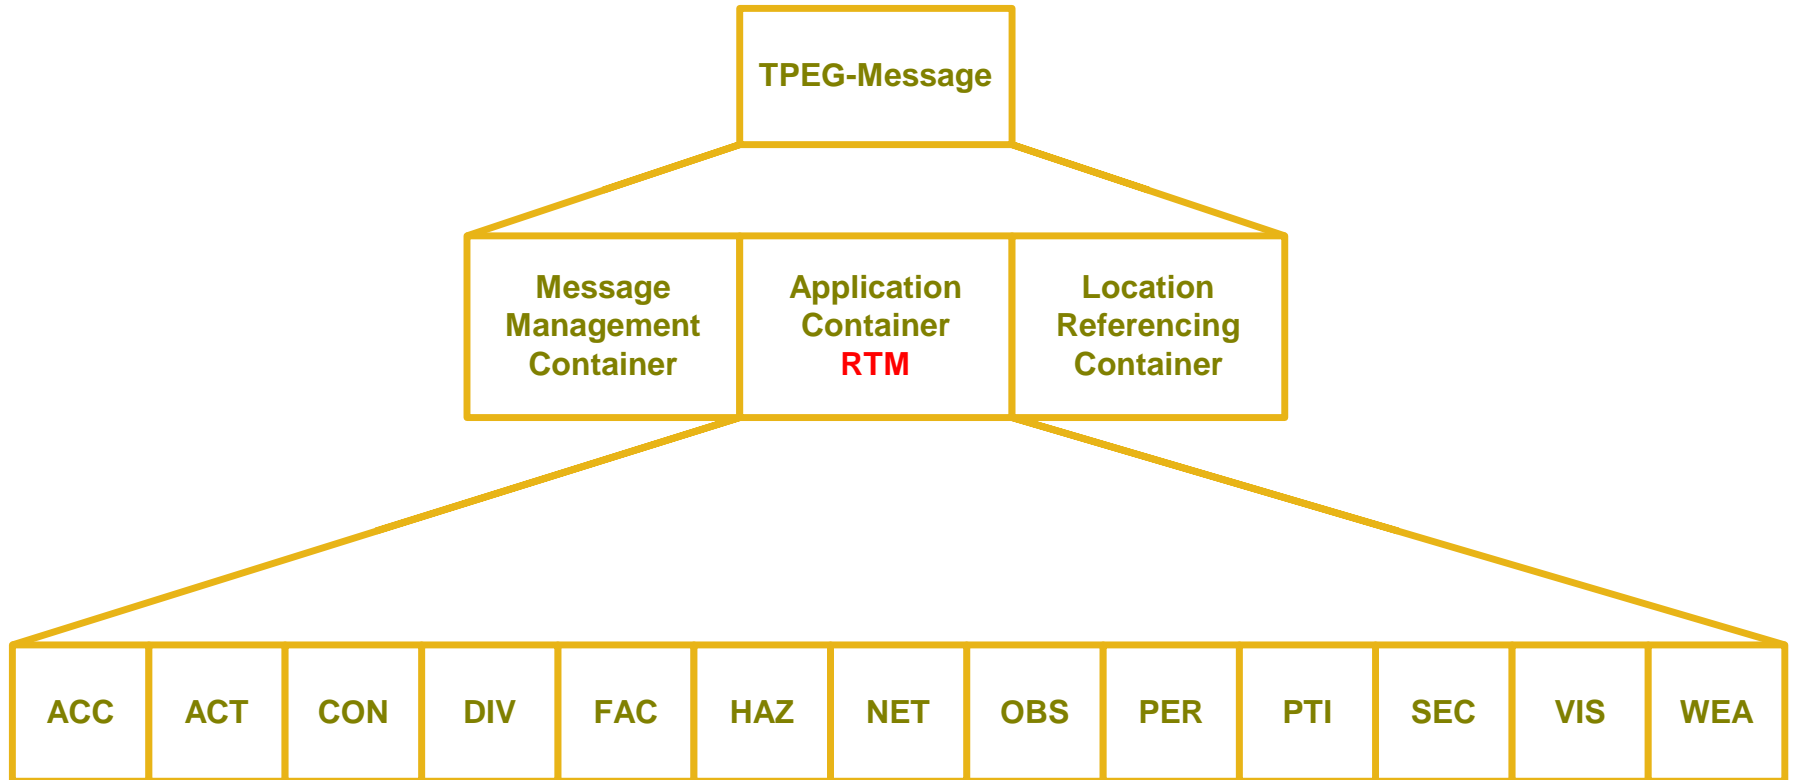 TPEG-Message
Message
Management
Container
Application
Container
RTM
Location
Referencing
Container
ACC
ACT
CON
DIV
FAC
HAZ
NET
OBS
PER
PTI
SEC
VIS
WEA